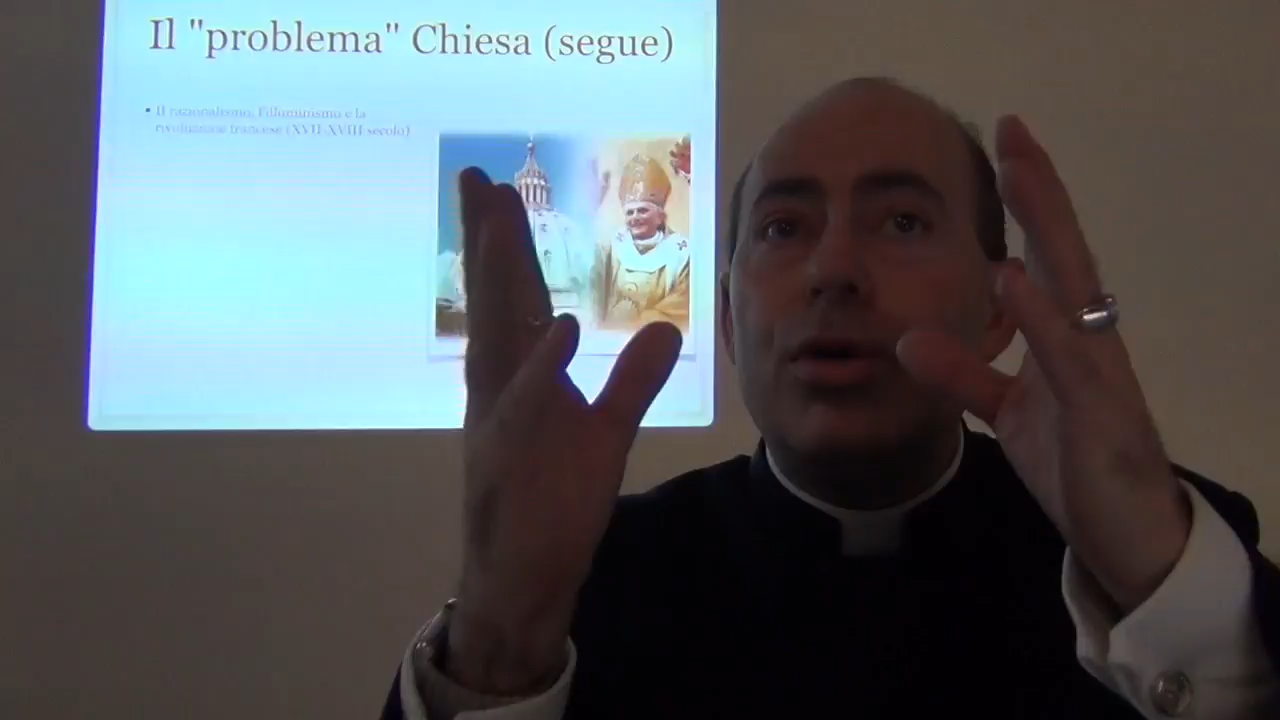 Il "problema" Chiesa (segue)
• Il razionalismo, l'illuminismo e la
rivoluzione francese (XVII-XVIII secolo)